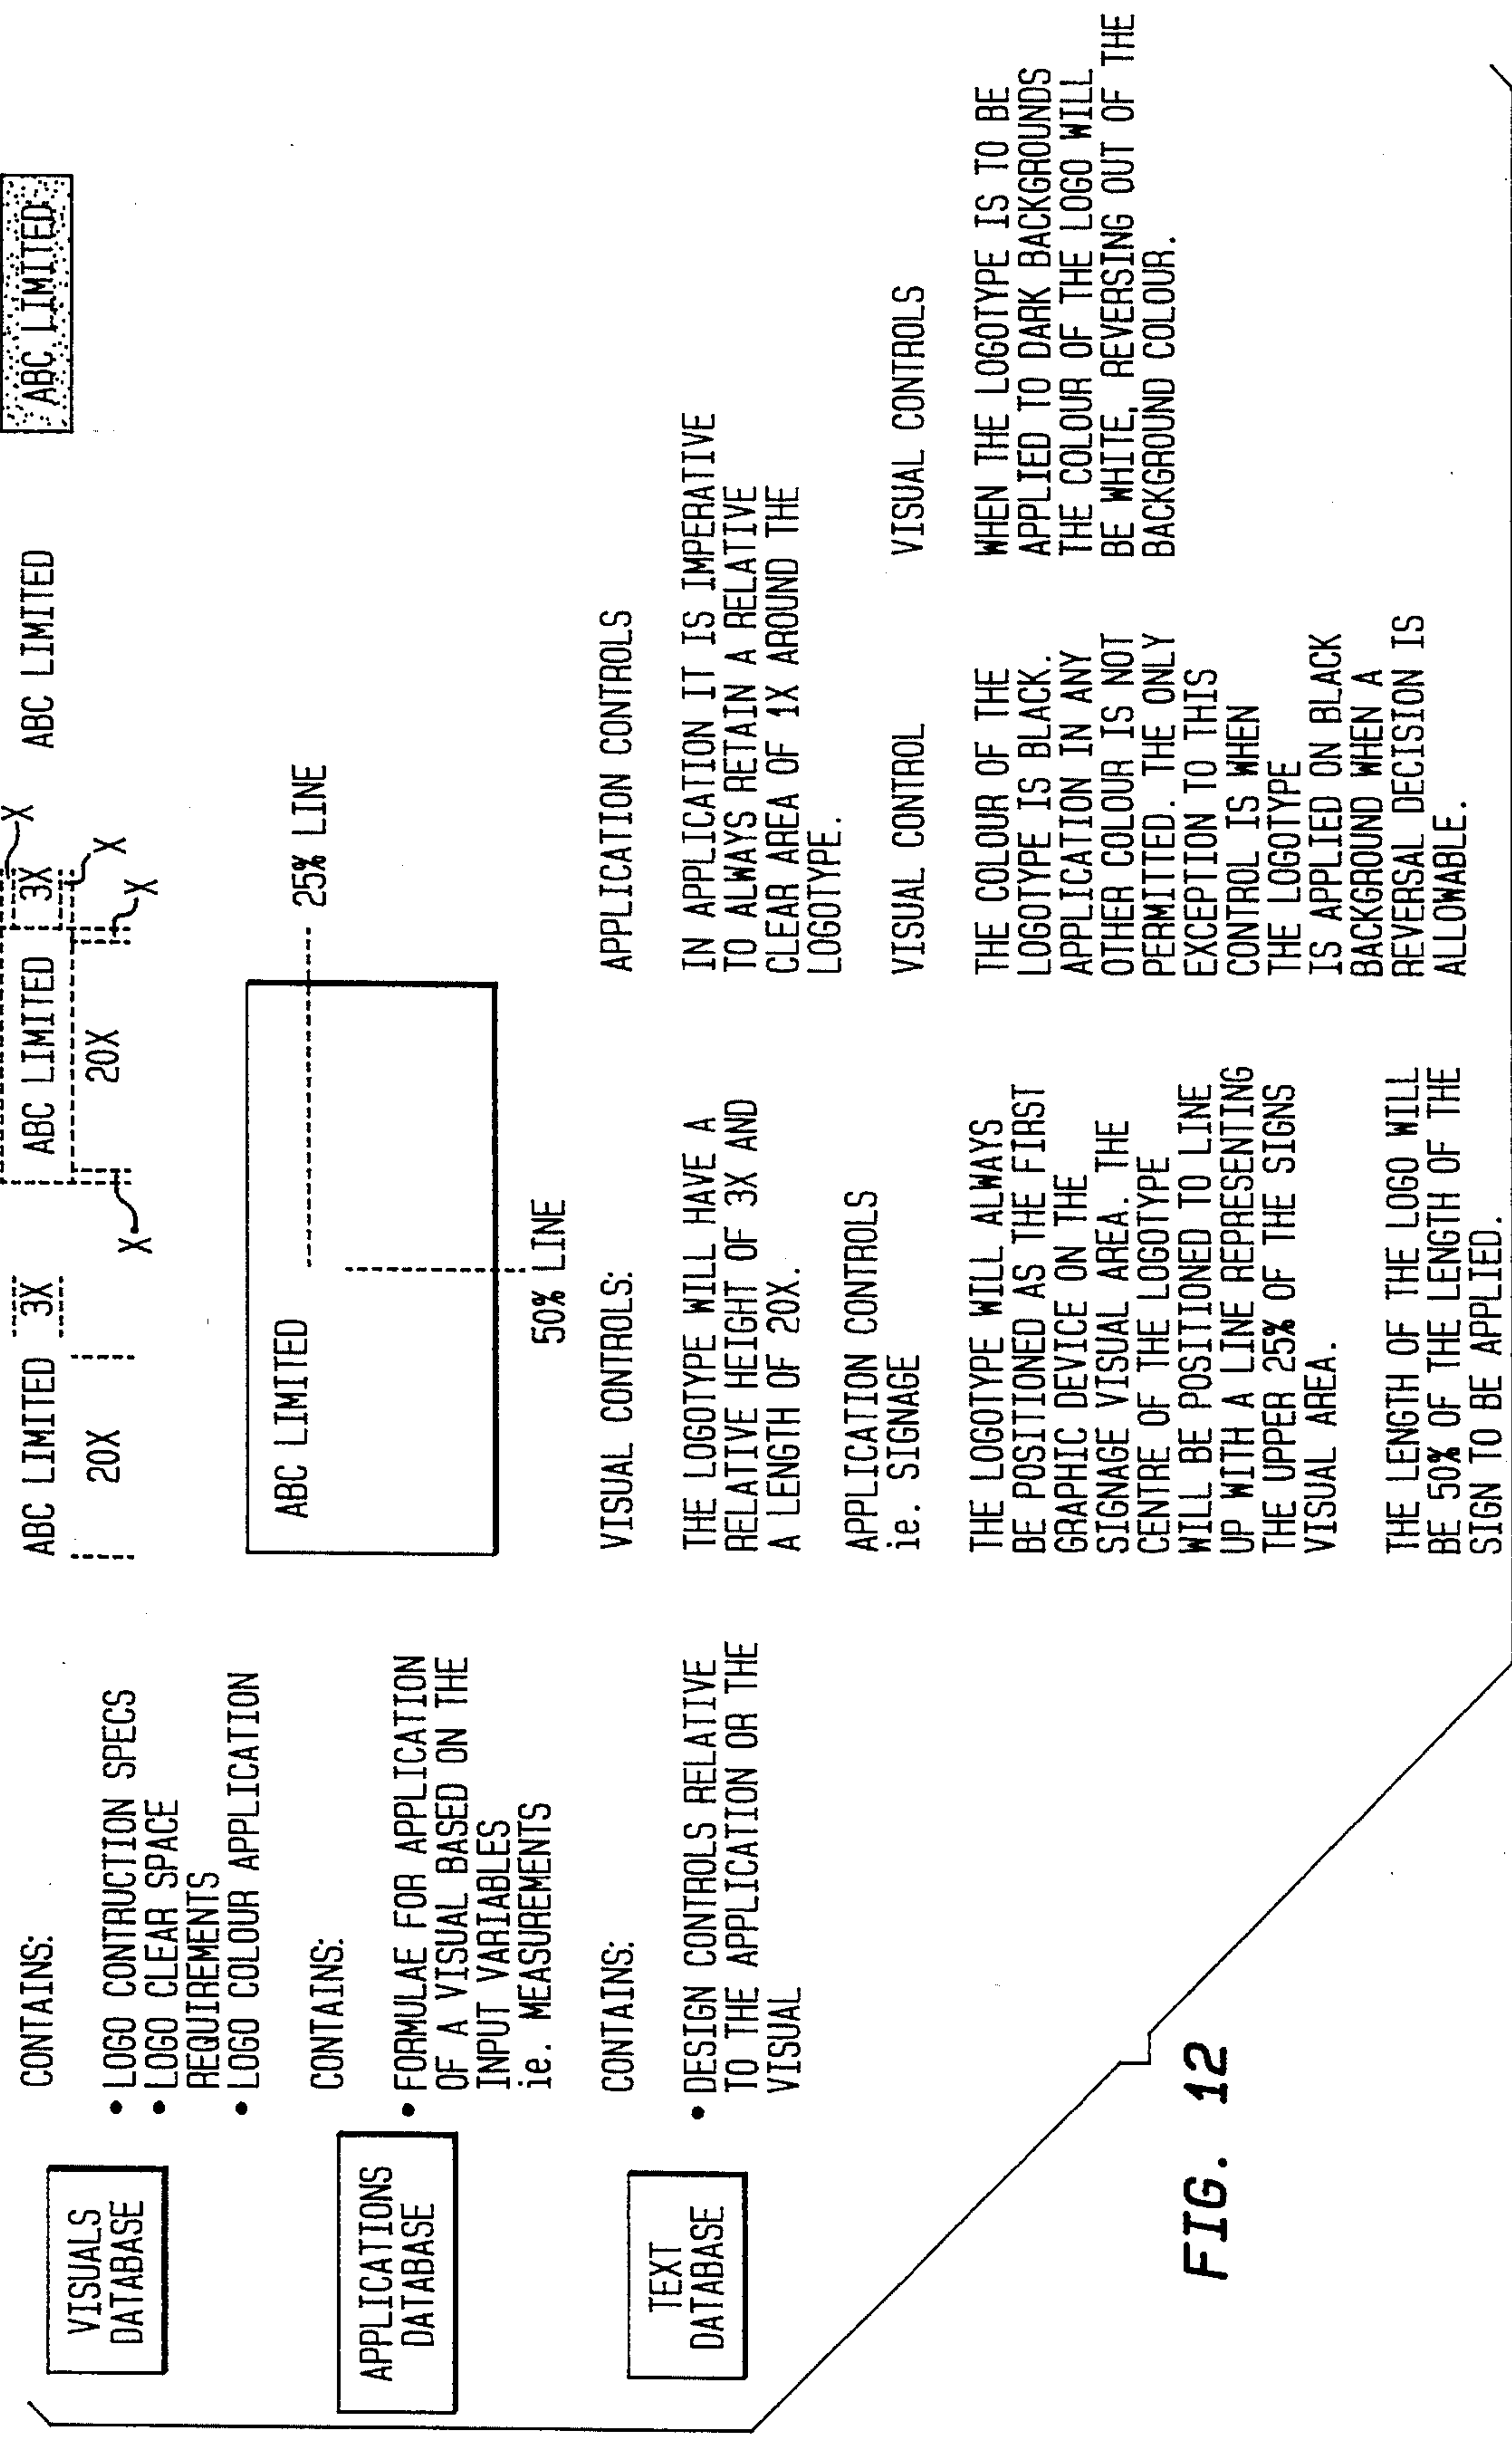 VISUALS
DATABASE
CONTAINS:
• LOGO CONTRUCTION SPECS
• LOGO CLEAR SPACE
REQUIREMENTS
• LOGO COLOUR APPLICATION
ABC LIMITED 3X
20X
ABC LIMITED 3X
20X
X
X
X
X
ABC LIMITED
ABC LIMITED
APPLICATIONS
DATABASE
CONTAINS:
• FORMULAE FOR APPLICATION
OF A VISUAL BASED ON THE
INPUT VARIABLES
ie. MEASUREMENTS
ABC LIMITED
25% LINE
50% LINE
TEXT
DATABASE
CONTAINS:
• DESIGN CONTROLS RELATIVE
TO THE APPLICATION OR THE
VISUAL
VISUAL CONTROLS:
THE LOGOTYPE WILL HAVE A
RELATIVE HEIGHT OF 3X AND
A LENGTH OF 20X.
APPLICATION CONTROLS
ie. SIGNAGE
THE LOGOTYPE WILL ALWAYS
BE POSITIONED AS THE FIRST
GRAPHIC DEVICE ON THE
SIGNAGE VISUAL AREA. THE
CENTRE OF THE LOGOTYPE
WILL BE POSITIONED TO LINE
UP WITH A LINE REPRESENTING
THE UPPER 25% OF THE SIGNS
VISUAL AREA.
THE LENGTH OF THE LOGO WILL
BE 50% OF THE LENGTH OF THE
SIGN TO BE APPLIED.
APPLICATION CONTROLS
IN APPLICATION IT IS IMPERATIVE
TO ALWAYS RETAIN A RELATIVE
CLEAR AREA OF 1X AROUND THE
LOGOTYPE.
VISUAL CONTROL
THE COLOUR OF THE
LOGOTYPE IS BLACK.
APPLICATION IN ANY
OTHER COLOUR IS NOT
PERMITTED. THE ONLY
EXCEPTION TO THIS
CONTROL IS WHEN
THE LOGOTYPE
IS APPLIED ON BLACK
BACKGROUND WHEN A
REVERSAL DECISION IS
ALLOWABLE.
VISUAL CONTROLS
WHEN THE LOGOTYPE IS TO BE
APPLIED TO DARK BACKGROUNDS
THE COLOUR OF THE LOGO WILL
BE WHITE, REVERSING OUT OF THE
BACKGROUND COLOUR.
FIG. 12